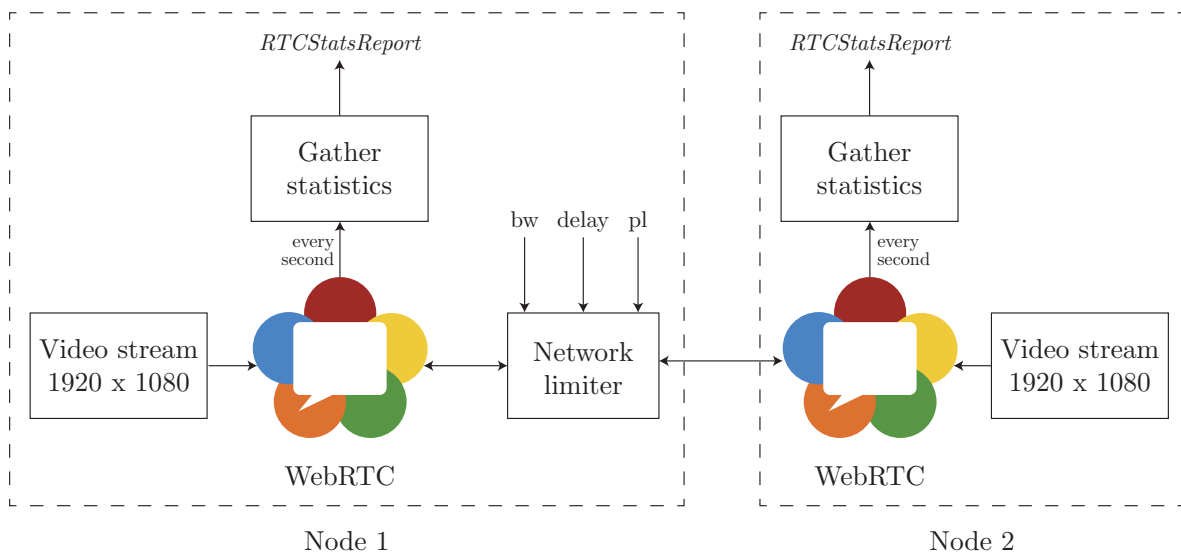 RTCStatsReport
Gather
statistics
every
second
bw delay pl
Video stream
1920 x 1080
Network
limiter
WebRTC
Node 1
RTCStatsReport
Gather
statistics
every
second
Video stream
1920 x 1080
WebRTC
Node 2